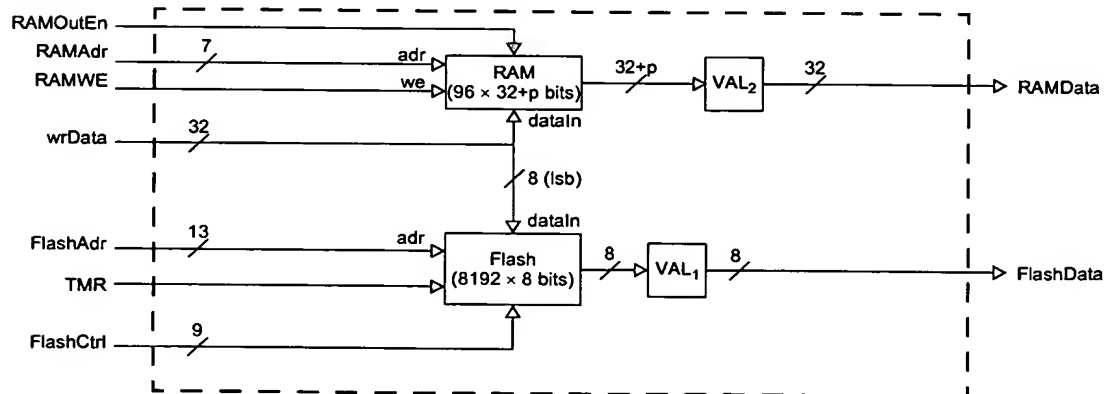 RAMOutEn
RAMAdr
7
adr
RAMWE
we
RAM
(96 × 32+p bits)
32+p
VAL2
32
RAMData
wrData
32
dataIn
8 (lsb)
dataIn
FlashAdr
13
adr
Flash
(8192 × 8 bits)
8
VAL1
8
FlashData
TMR
FlashCtrl
9